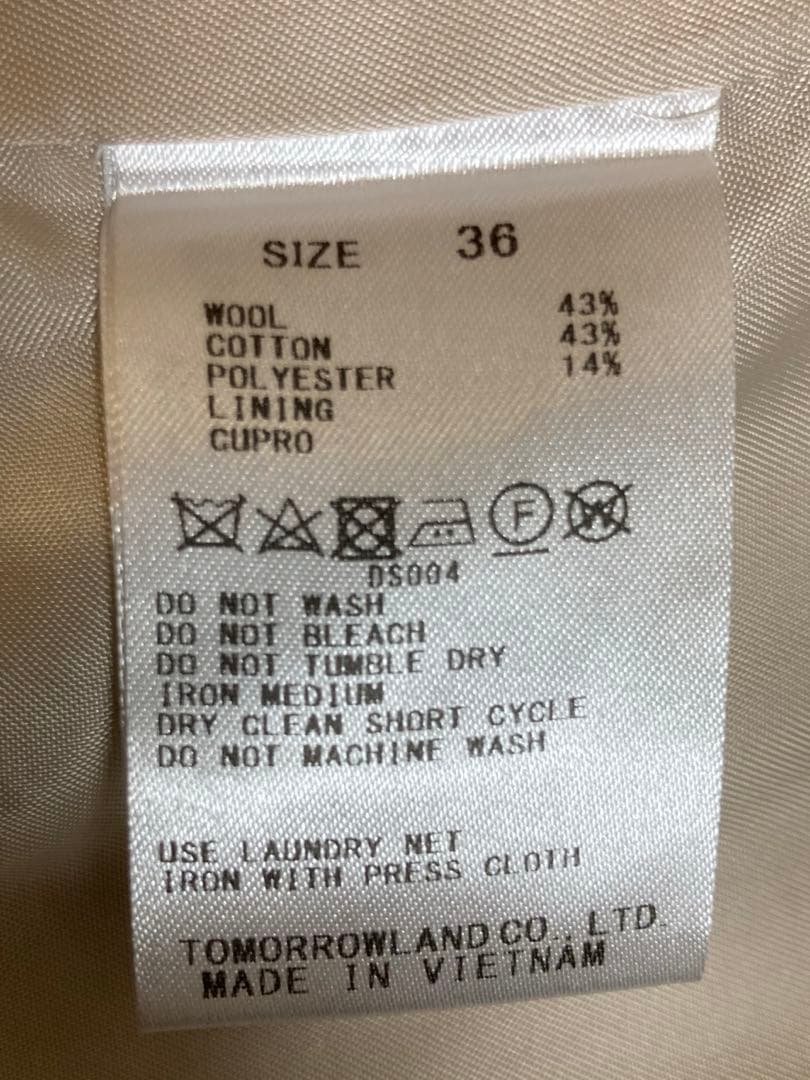 SIZE 36
WOOL 43%
COTTON 43%
POLYESTER 14%
LINING
CUPRO
F W
DS004
DO NOT WASH
DO NOT BLEACH
DO NOT TUMBLE DRY
IRON MEDIUM
DRY CLEAN SHORT CYCLE
DO NOT MACHINE WASH
USE LAUNDRY NET
IRON WITH PRESS CLOTH
TOMORROWLAND CO., LTD.
MADE IN VIETNAM